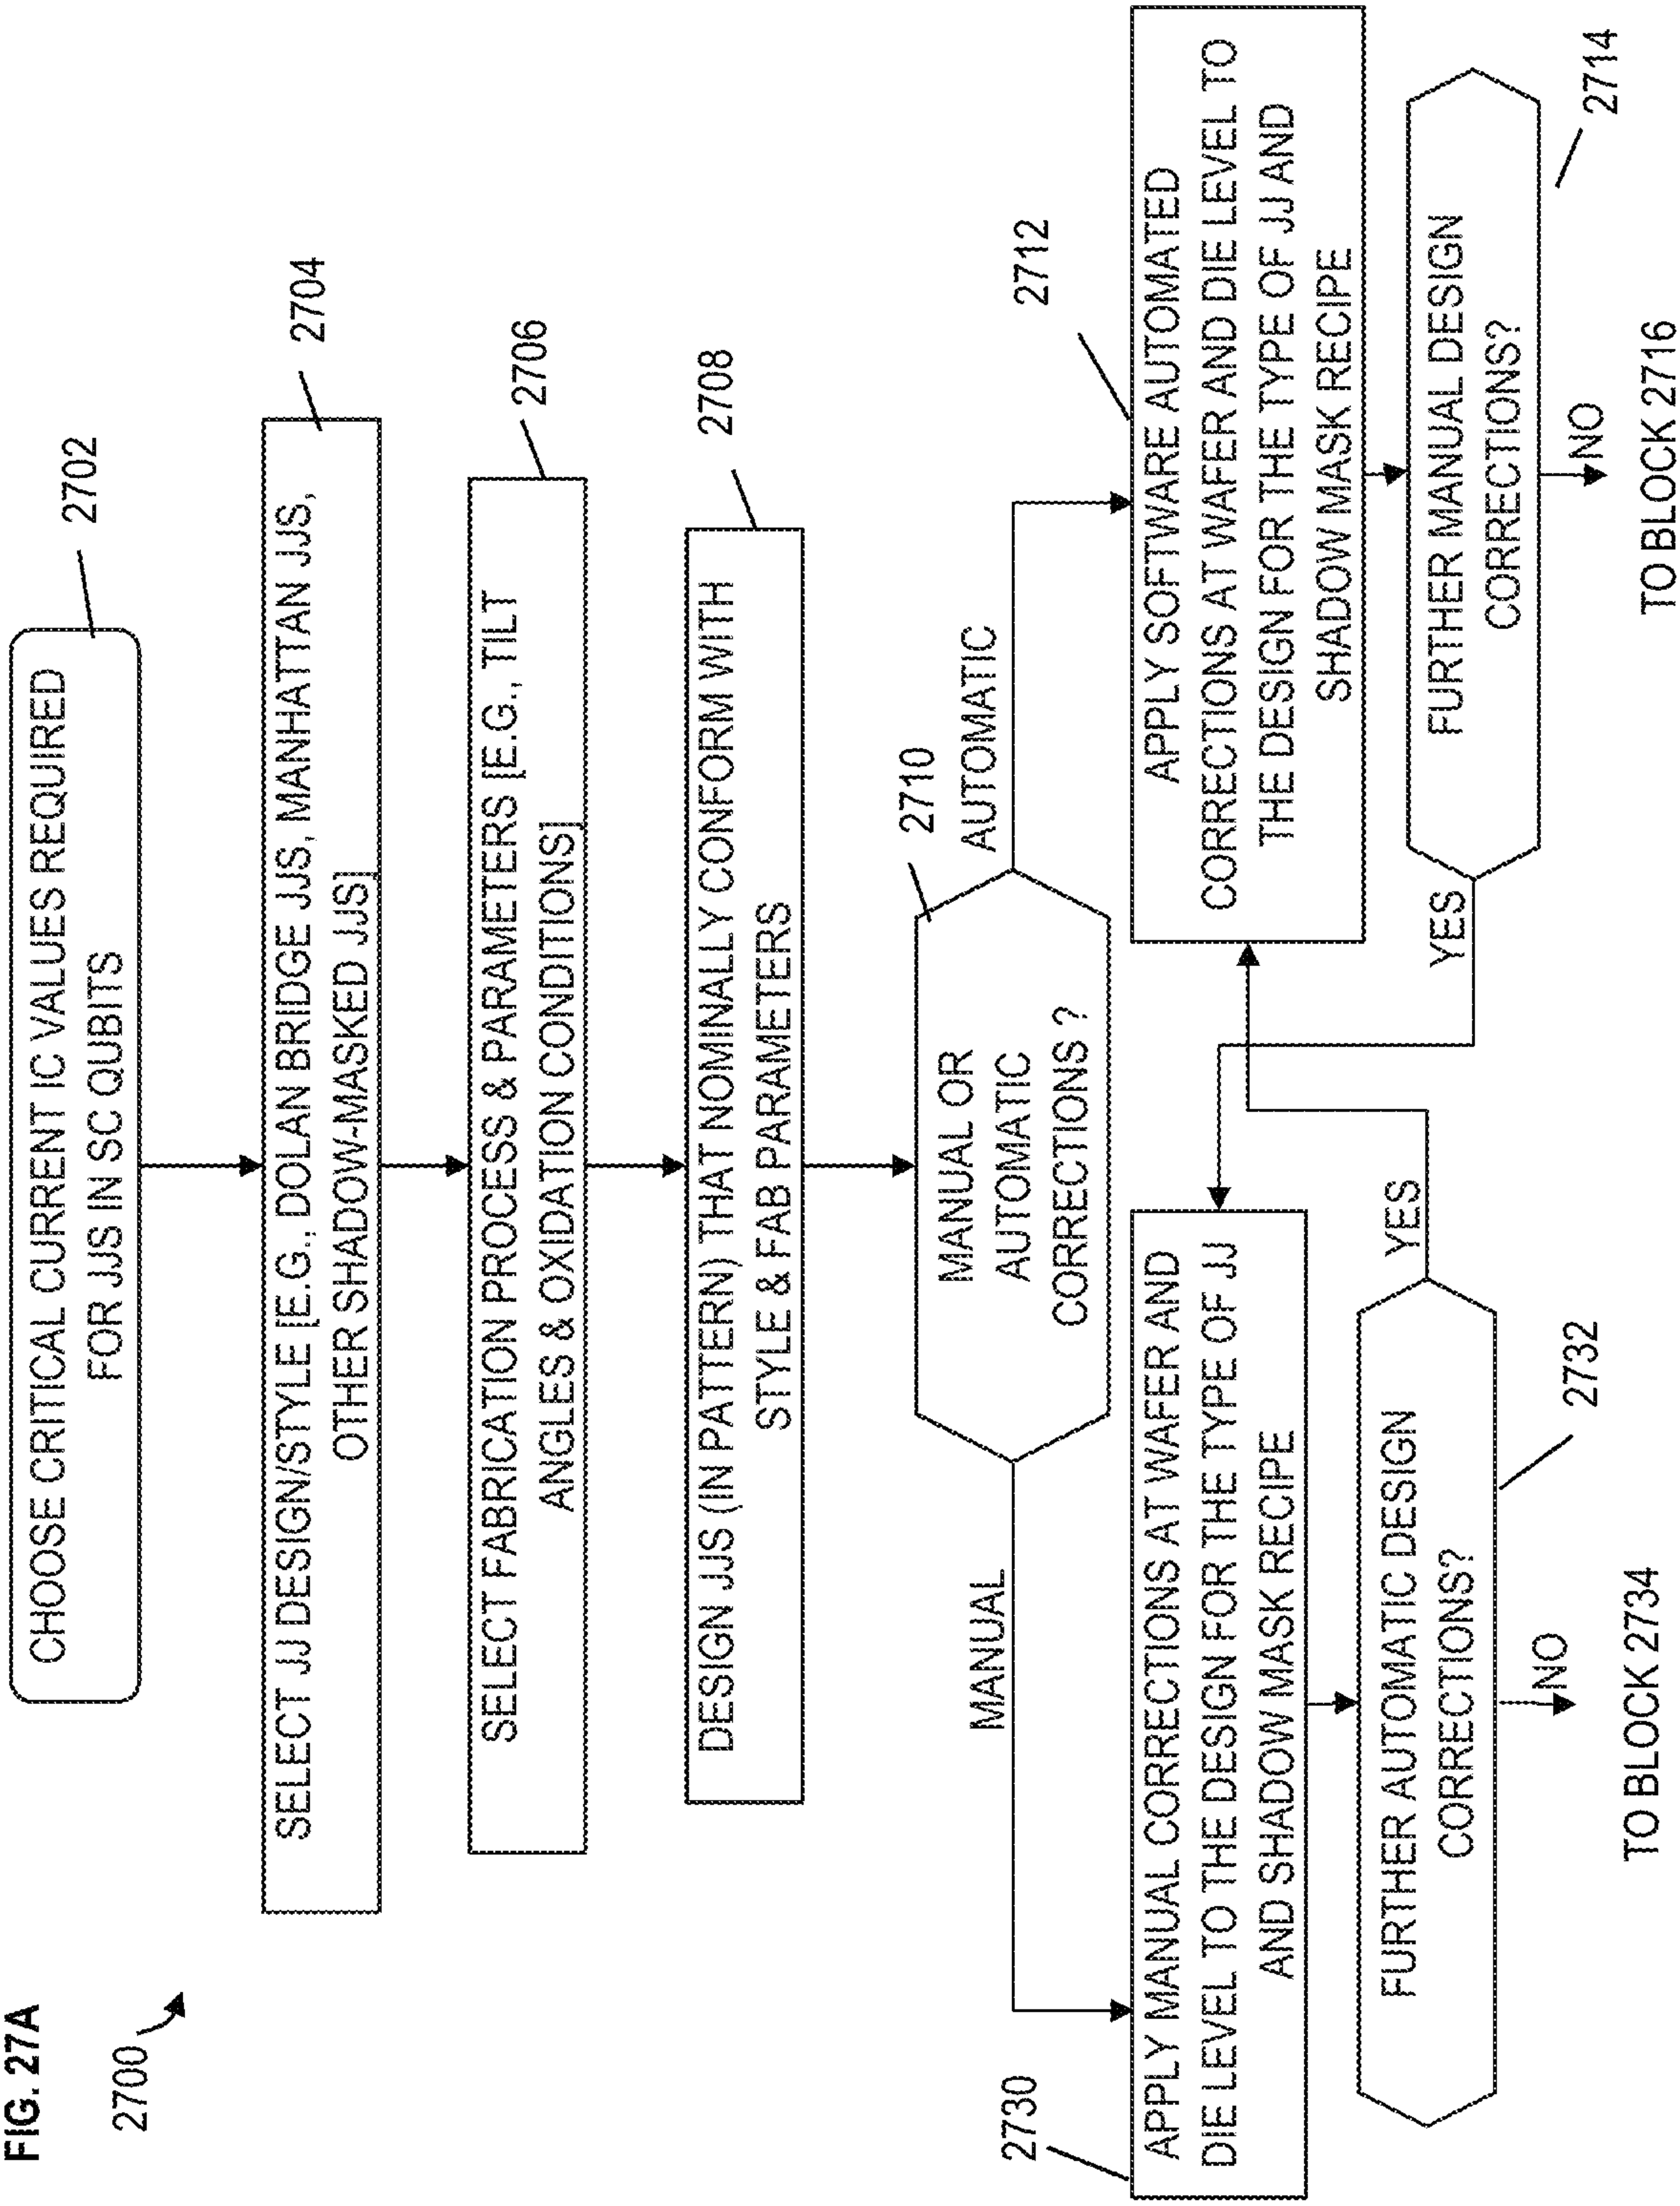 FIG. 27A
2700
CHOOSE CRITICAL CURRENT IC VALUES REQUIRED
FOR JJS IN SC QUBITS
2702
SELECT JJ DESIGN/STYLE [E.G., DOLAN BRIDGE JJS, MANHATTAN JJS,
OTHER SHADOW-MASKED JJS]
2704
SELECT FABRICATION PROCESS & PARAMETERS [E.G., TILT
ANGLES & OXIDATION CONDITIONS]
2706
DESIGN JJS (IN PATTERN) THAT NOMINALLY CONFORM WITH
STYLE & FAB PARAMETERS
2708
MANUAL OR
AUTOMATIC
CORRECTIONS ?
2710
MANUAL
AUTOMATIC
2730
APPLY MANUAL CORRECTIONS AT WAFER AND
DIE LEVEL TO THE DESIGN FOR THE TYPE OF JJ
AND SHADOW MASK RECIPE
APPLY SOFTWARE AUTOMATED
CORRECTIONS AT WAFER AND DIE LEVEL TO
THE DESIGN FOR THE TYPE OF JJ AND
SHADOW MASK RECIPE
2712
FURTHER AUTOMATIC DESIGN
CORRECTIONS?
YES
2732
NO
TO BLOCK 2734
FURTHER MANUAL DESIGN
CORRECTIONS?
YES
2714
NO
TO BLOCK 2716